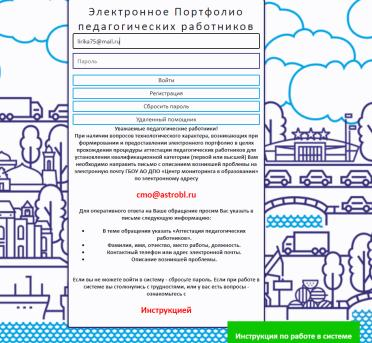 Электронное Портфолио
педагогических работников
lirika75@mail.ru
Пароль
Войти
Регистрация
Сбросить пароль
Удаленный помощник
Уважаемые педагогические работники!
При наличии вопросов технологического характера, возникающих при
формировании и предоставлении электронного портфолио в целях
прохождения процедуры аттестации педагогическими работниками для
установления квалификационной категории (первой или высшей) Вам
необходимо направить письмо с описанием возникшей проблемы на
электронную почту ГБОУ АО ДПО «Центр мониторинга в образовании»
по электронному адресу
cmo@astrobl.ru
Для оперативного ответа на Ваше обращение просим Вас указать в
письме следующую информацию:
• В теме обращения указать «Аттестация педагогических
работников».
• Фамилия, имя, отчество, место работы, должность.
• Контактный телефон или адрес электронной почты.
• Описание возникшей проблемы.
Если вы не можете войти в систему - сбросьте пароль. Если при работе в
системе вы столкнулись с трудностями, или у вас есть вопросы -
ознакомьтесь с
Инструкцией
Инструкции по работе в системе